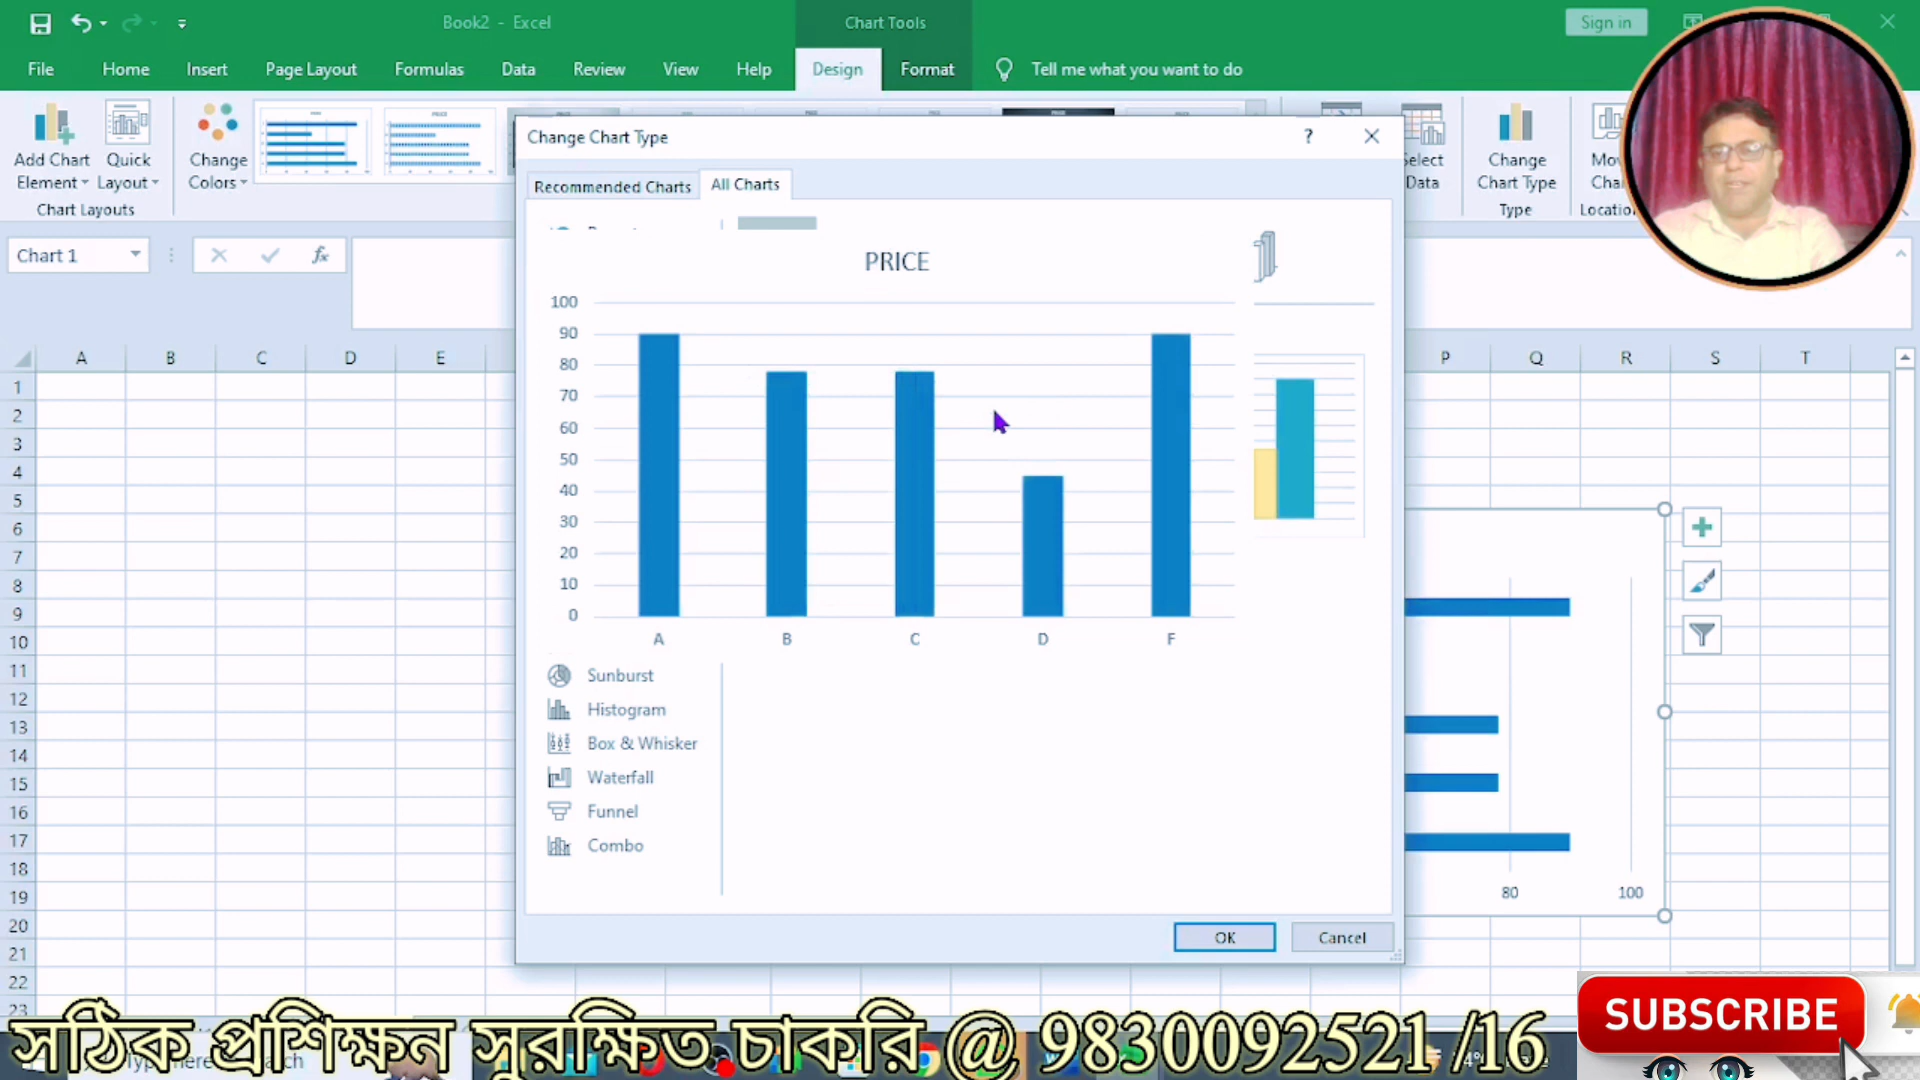 Book2 - Excel
Chart Tools
Sign in
File Home Insert Page Layout Formulas Data Review View Help Design Format Tell me what you want to do
Add Chart Element
Quick Layout
Change Colors
Select Data
Change Chart Type
Chart Layouts
Type
Chart 1
fx
Change Chart Type
?
Recommended Charts All Charts
PRICE
100
90
80
70
60
50
40
30
20
10
0
A B C D F
Sunburst
Histogram
Box & Whisker
Waterfall
Funnel
Combo
OK Cancel
A B C D E P Q R S T
1
2
3
4
5
6
7
8
9
10
11
12
13
14
15
16
17
18
19
20
21
22
23
80 100
সঠিক প্রশিক্ষন সুরক্ষিত চাকরি @ 9830092521 /16
SUBSCRIBE